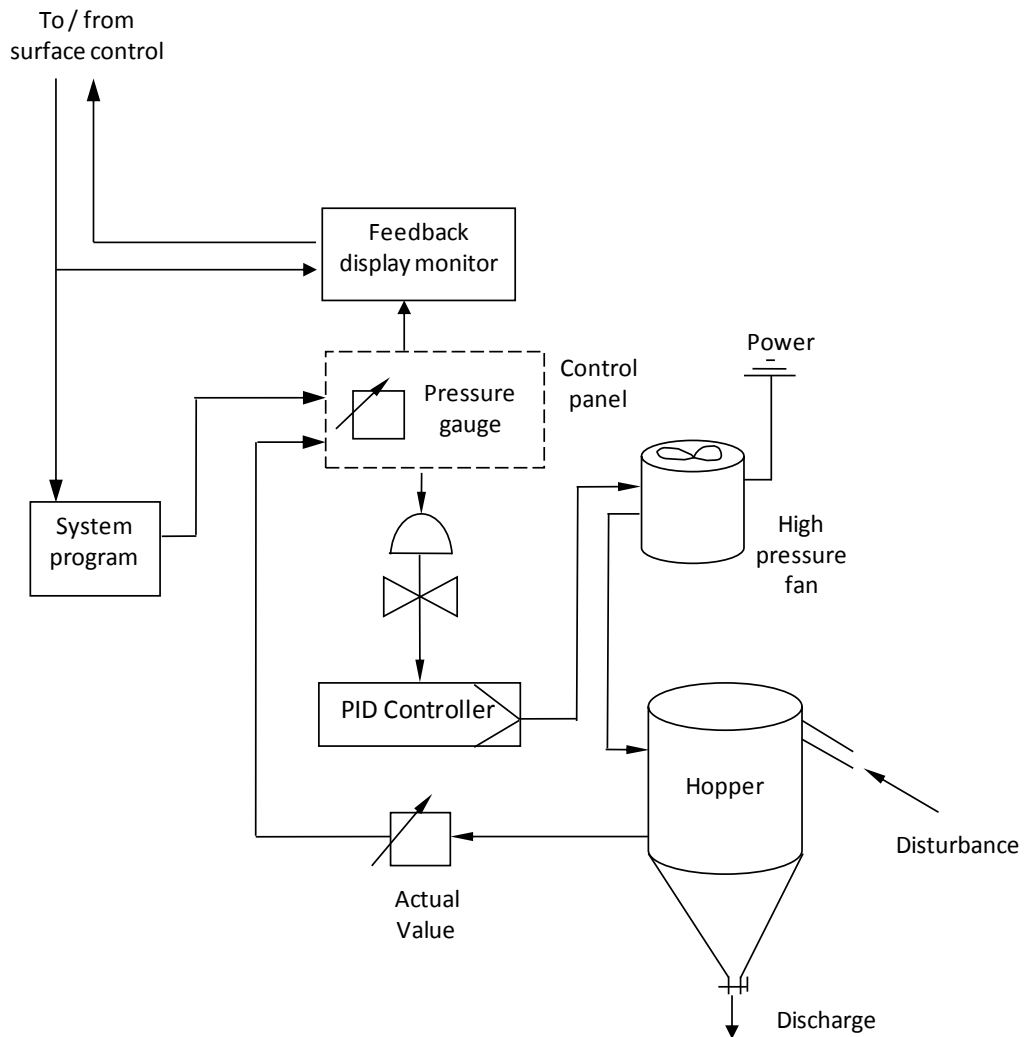 To / from
surface control
Feedback
display monitor
Power
Control
panel
Pressure
gauge
System
program
High
pressure
fan
PID Controller
Hopper
Disturbance
Actual
Value
Discharge